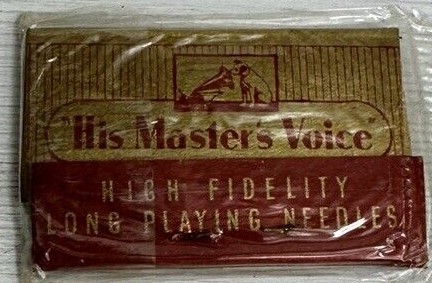 "His Master's Voice"
HIGH FIDELITY
LONG PLAYING NEEDLES